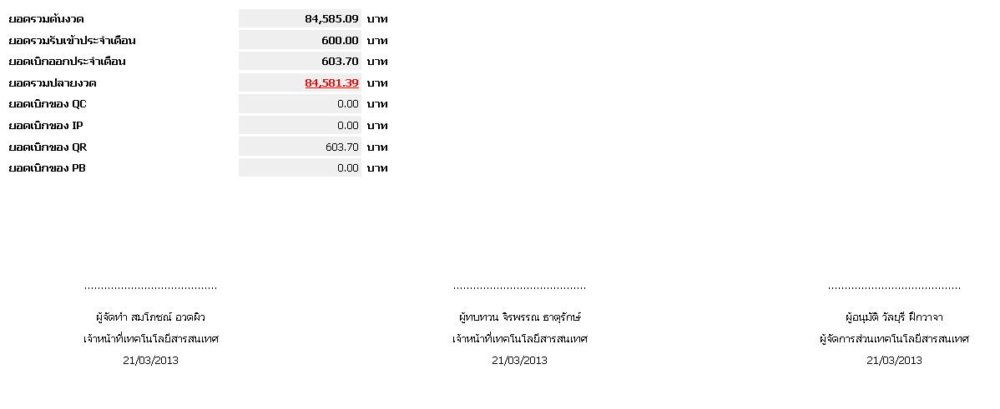 ยอดรวมต้นงวด 84,585.09 บาท
ยอดรวมรับเข้าประจำเดือน 600.00 บาท
ยอดเบิกออกประจำเดือน 603.70 บาท
ยอดรวมปลายงวด 84,581.39 บาท
ยอดเบิกของ QC 0.00 บาท
ยอดเบิกของ IP 0.00 บาท
ยอดเบิกของ QR 603.70 บาท
ยอดเบิกของ PB 0.00 บาท
........................................ ........................................ ........................................
ผู้จัดทำ สมโภชณ์ อวดผิว ผู้ทบทวน จิรพรรณ ธาตุรักษ์ ผู้อนุมัติ วัลยุรี ฝึกวาจา
เจ้าหน้าที่เทคโนโลยีสารสนเทศ เจ้าหน้าที่เทคโนโลยีสารสนเทศ ผู้จัดการส่วนเทคโนโลยีสารสนเทศ
21/03/2013 21/03/2013 21/03/2013